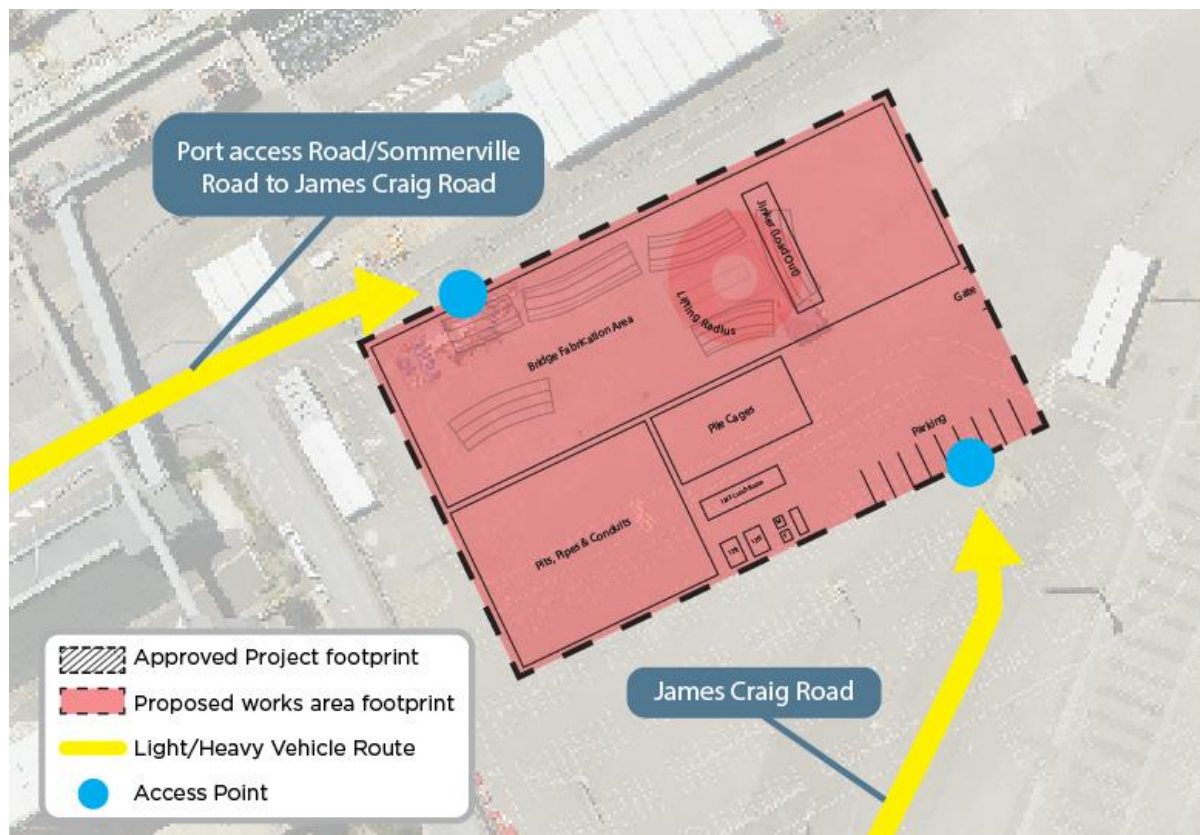 Port access Road/Sommerville
Road to James Craig Road
Jinker (Load Out)
Lifting Radius
Gate
Bridge Fabrication Area
Pile Cages
Parking
Pits, Pipes & Conduits
James Craig Road
Approved Project footprint
Proposed works area footprint
Light/Heavy Vehicle Route
Access Point